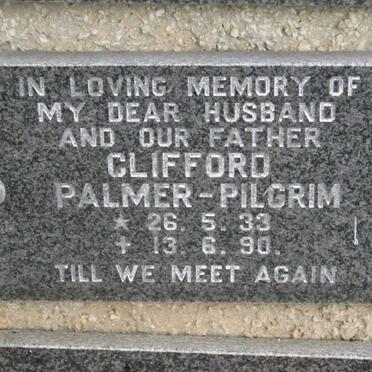 IN LOVING MEMORY OF
MY DEAR HUSBAND
AND OUR FATHER
CLIFFORD
PALMER-PILGRIM
★ 26. 5. 33
✝ 13. 6. 90.
TILL WE MEET AGAIN